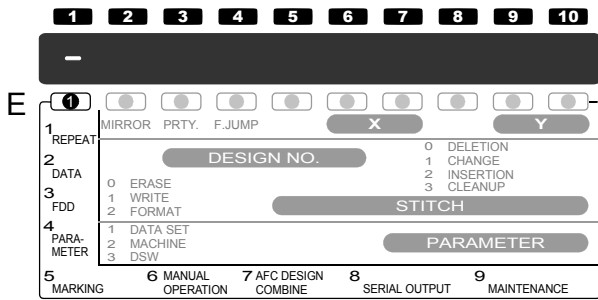 1 2 3 4 5 6 7 8 9 10
-
E
1
MIRROR PRTY. F.JUMP X Y
1 REPEAT
DESIGN NO.
0 DELETION
1 CHANGE
2 INSERTION
3 CLEANUP
2 DATA
0 ERASE
1 WRITE
2 FORMAT
3 FDD
STITCH
4 PARA-
METER
1 DATA SET
2 MACHINE
3 DSW
PARAMETER
5 MARKING
6 MANUAL
OPERATION
7 AFC DESIGN
COMBINE
8 SERIAL OUTPUT
9 MAINTENANCE